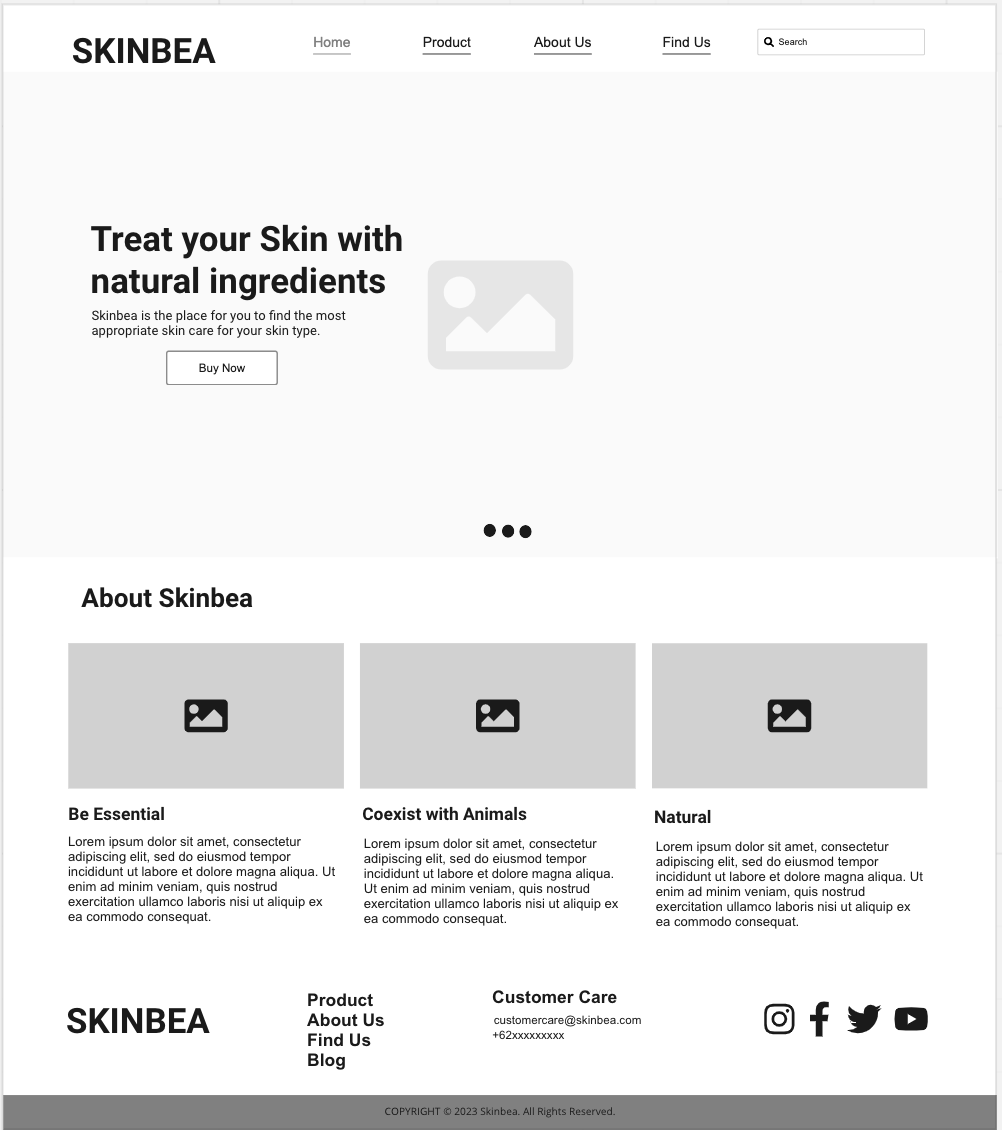 SKINBEA
Home
Product
About Us
Find Us
Search
Treat your Skin with
natural ingredients
Skinbea is the place for you to find the most
appropriate skin care for your skin type.
Buy Now
About Skinbea
Be Essential
Lorem ipsum dolor sit amet, consectetur
adipiscing elit, sed do eiusmod tempor
incididunt ut labore et dolore magna aliqua. Ut
enim ad minim veniam, quis nostrud
exercitation ullamco laboris nisi ut aliquip ex
ea commodo consequat.
Coexist with Animals
Lorem ipsum dolor sit amet, consectetur
adipiscing elit, sed do eiusmod tempor
incididunt ut labore et dolore magna aliqua.
Ut enim ad minim veniam, quis nostrud
exercitation ullamco laboris nisi ut aliquip ex
ea commodo consequat.
Natural
Lorem ipsum dolor sit amet, consectetur
adipiscing elit, sed do eiusmod tempor
incididunt ut labore et dolore magna aliqua. Ut
enim ad minim veniam, quis nostrud
exercitation ullamco laboris nisi ut aliquip ex
ea commodo consequat.
SKINBEA
Product
About Us
Find Us
Blog
Customer Care
customercare@skinbea.com
+62xxxxxxxxx
COPYRIGHT © 2023 Skinbea. All Rights Reserved.